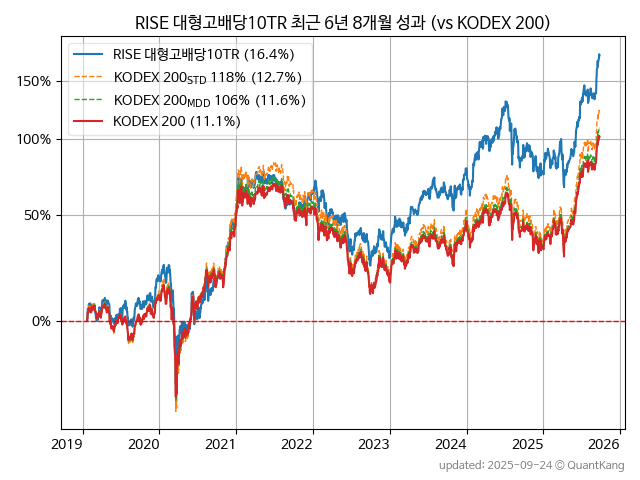 RISE 대형고배당10TR 최근 6년 8개월 성과 (vs KODEX 200)
RISE 대형고배당10TR (16.4%)
KODEX 200STD 118% (12.7%)
KODEX 200MDD 106% (11.6%)
KODEX 200 (11.1%)
150%
100%
50%
0%
2019 2020 2021 2022 2023 2024 2025 2026
updated: 2025-09-24 © QuantKang